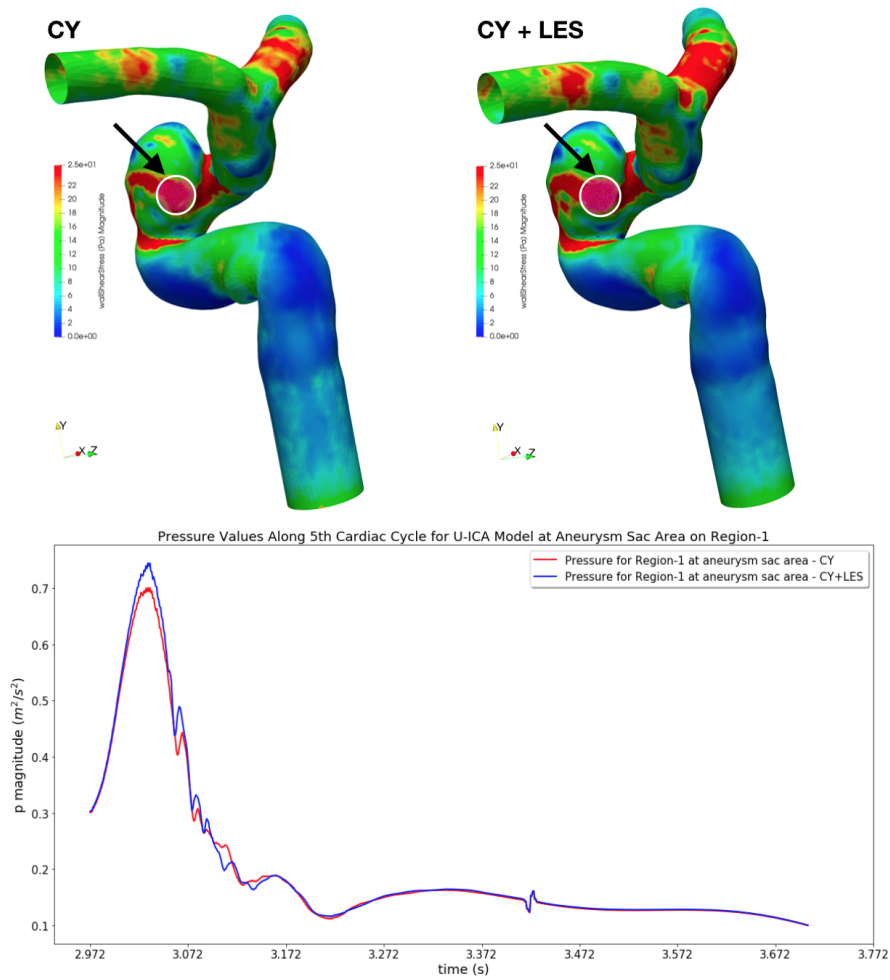 CY
CY + LES
2.5e+01
22
20
18
16
14
12
10
8
6
4
2
0.0e+00
wallShearStress (Pa) Magnitude
2.5e+01
22
20
18
16
14
12
10
8
6
4
2
0.0e+00
wallShearStress (Pa) Magnitude
Y
X
Z
Y
X
Z
Pressure Values Along 5th Cardiac Cycle for U-ICA Model at Aneurysm Sac Area on Region-1
Pressure for Region-1 at aneurysm sac area - CY
Pressure for Region-1 at aneurysm sac area - CY+LES
p magnitude (m²/s²)
0.7
0.6
0.5
0.4
0.3
0.2
0.1
2.972 3.072 3.172 3.272 3.372 3.472 3.572 3.672 3.772
time (s)